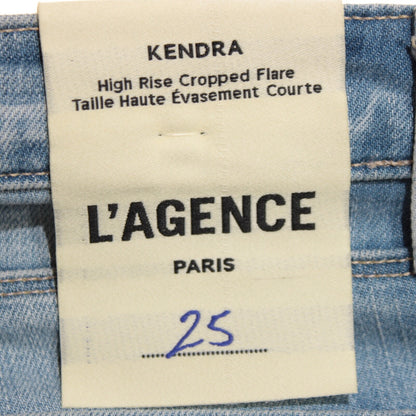 KENDRA
High Rise Cropped Flare
Taille Haute Évasement Courte
L'AGENCE
PARIS
25